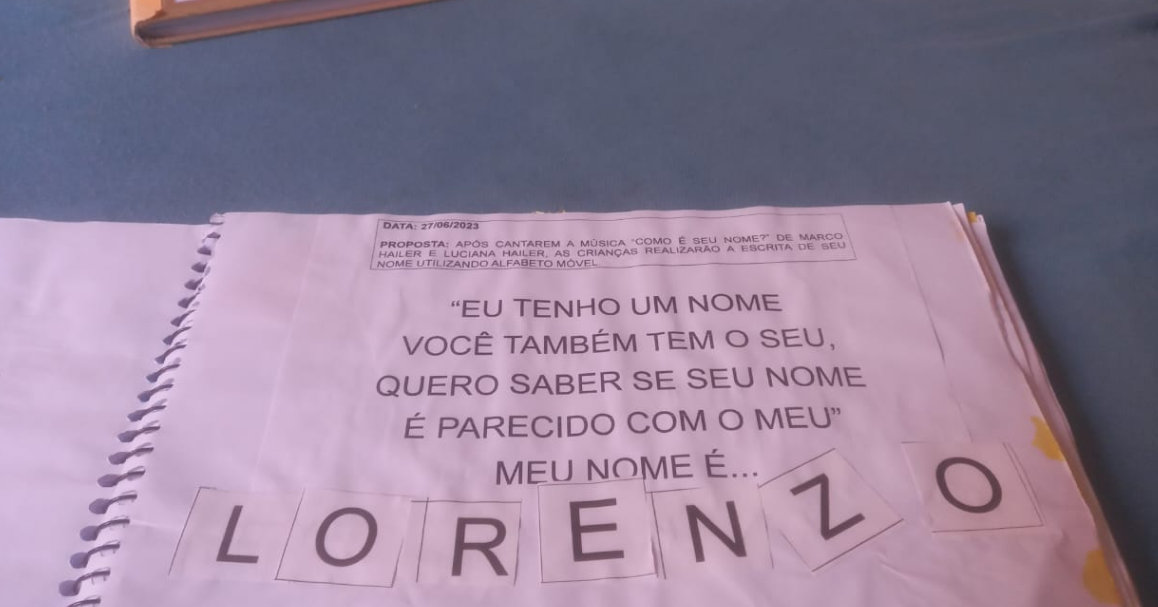 DATA: 27/06/2023
PROPOSTA: APÓS CANTAREM A MÚSICA "COMO É SEU NOME?" DE MARCO
HAILER E LUCIANA HAILER, AS CRIANÇAS REALIZARÃO A ESCRITA DE SEU
NOME UTILIZANDO ALFABETO MÓVEL.
“EU TENHO UM NOME
VOCÊ TAMBÉM TEM O SEU,
QUERO SABER SE SEU NOME
É PARECIDO COM O MEU”
MEU NOME É...
LORENZO